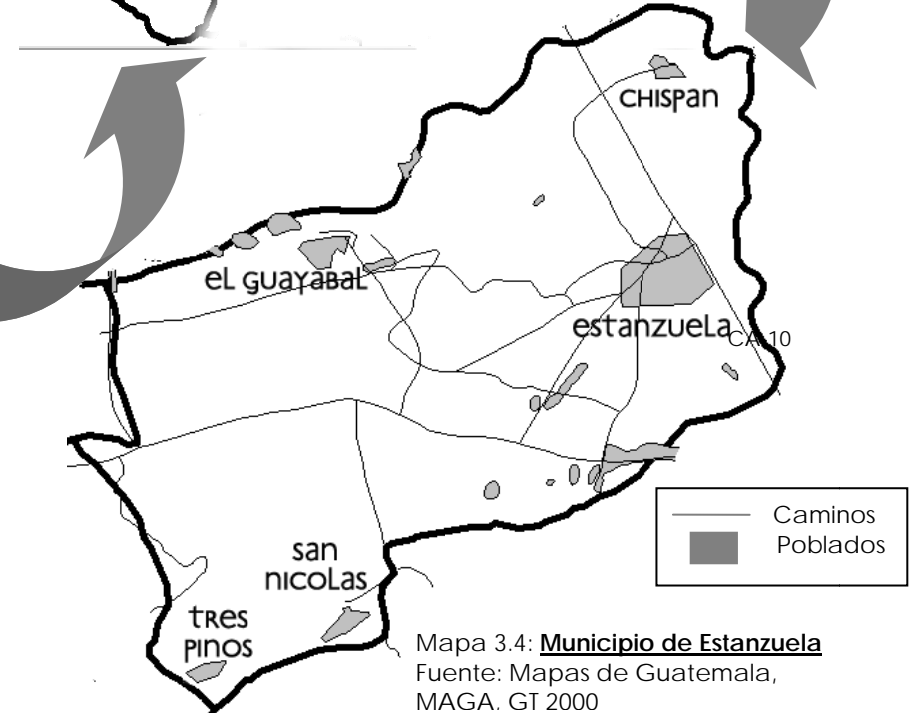 CHISPAN
EL GUAYABAL
ESTANZUELA
CA 10
SAN
NICOLAS
TRES
PINOS
Caminos
Poblados
Mapa 3.4: Municipio de Estanzuela
Fuente: Mapas de Guatemala,
MAGA, GT 2000